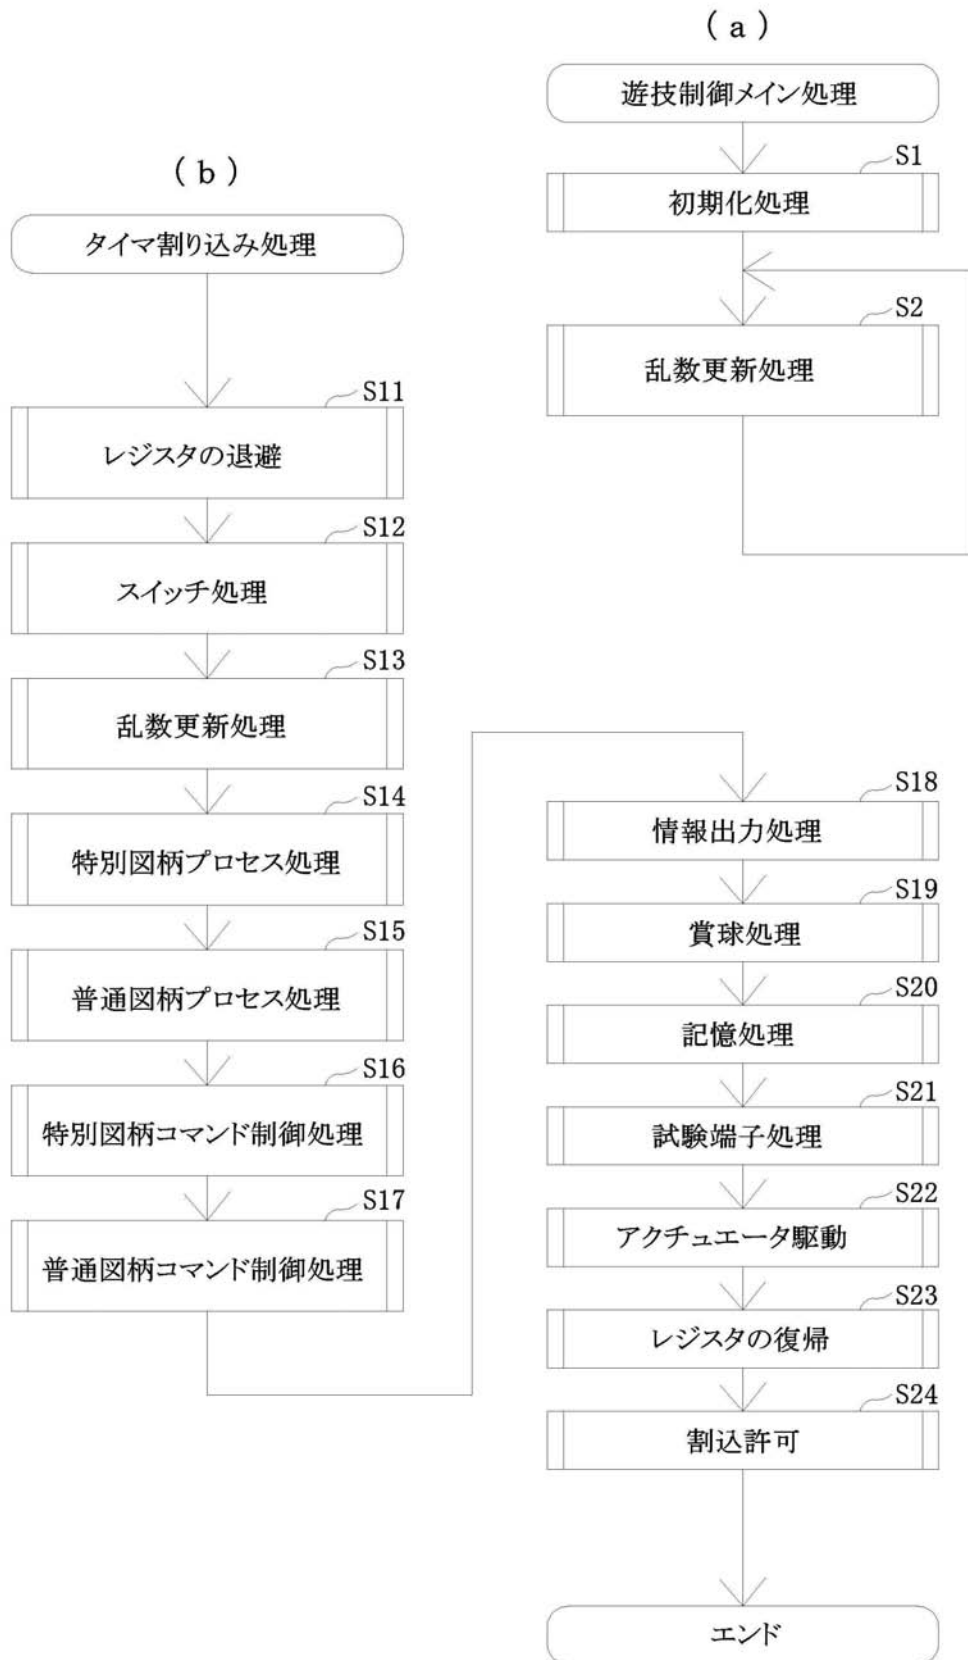 (a)
遊技制御メイン処理
S1
初期化処理
S2
乱数更新処理
(b)
タイマ割り込み処理
S11
レジスタの退避
S12
スイッチ処理
S13
乱数更新処理
S14
特別図柄プロセス処理
S15
普通図柄プロセス処理
S16
特別図柄コマンド制御処理
S17
普通図柄コマンド制御処理
S18
情報出力処理
S19
賞球処理
S20
記憶処理
S21
試験端子処理
S22
アクチュエータ駆動
S23
レジスタの復帰
S24
割込許可
エンド